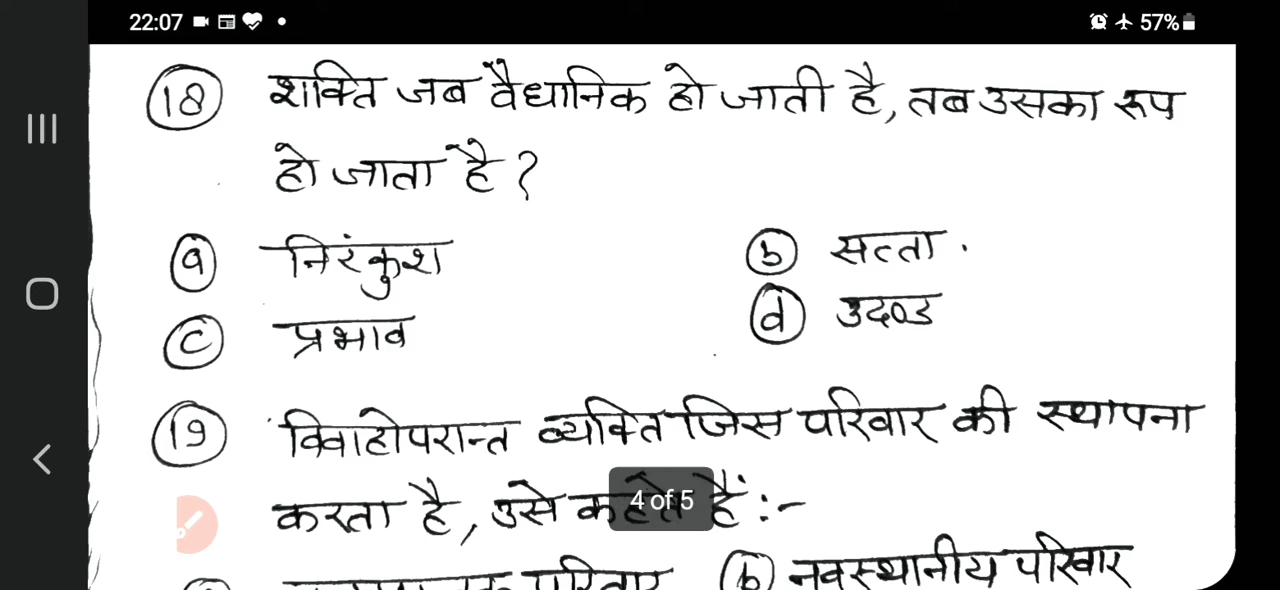 22:07
57%
18 शक्ति जब वैधानिक हो जाती है, तब उसका रूप
हो जाता है?
a निरंकुश
b सत्ता
c प्रभाव
d उदण्ड
19 विवाहोपरान्त व्यक्ति जिस परिवार की स्थापना
करता है, उसे कहते हैं :-
4 of 5
परिवार
b नवस्थानीय परिवार